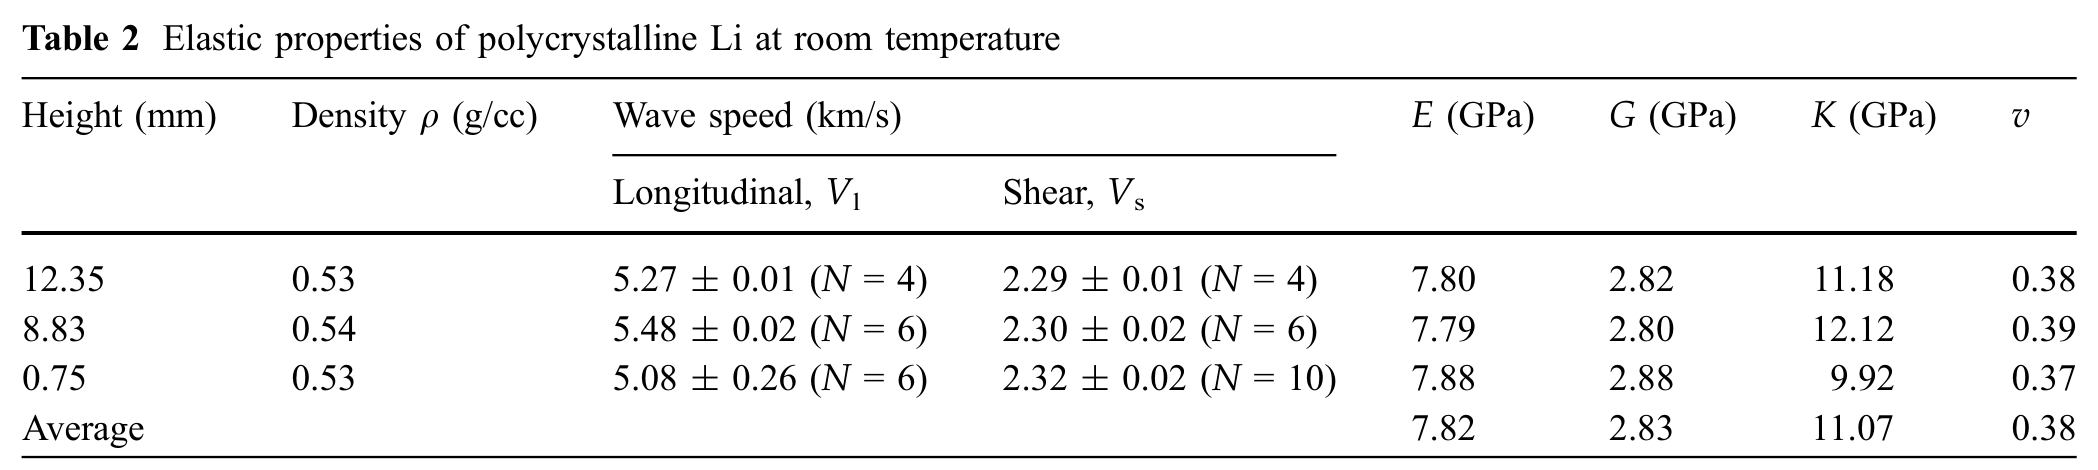 Table 2 Elastic properties of polycrystalline Li at room temperature
Height (mm) Density ρ (g/cc) Wave speed (km/s) E (GPa) G (GPa) K (GPa) v
Longitudinal, Vl Shear, Vs
12.35 0.53 5.27 ± 0.01 (N = 4) 2.29 ± 0.01 (N = 4) 7.80 2.82 11.18 0.38
8.83 0.54 5.48 ± 0.02 (N = 6) 2.30 ± 0.02 (N = 6) 7.79 2.80 12.12 0.39
0.75 0.53 5.08 ± 0.26 (N = 6) 2.32 ± 0.02 (N = 10) 7.88 2.88 9.92 0.37
Average 7.82 2.83 11.07 0.38